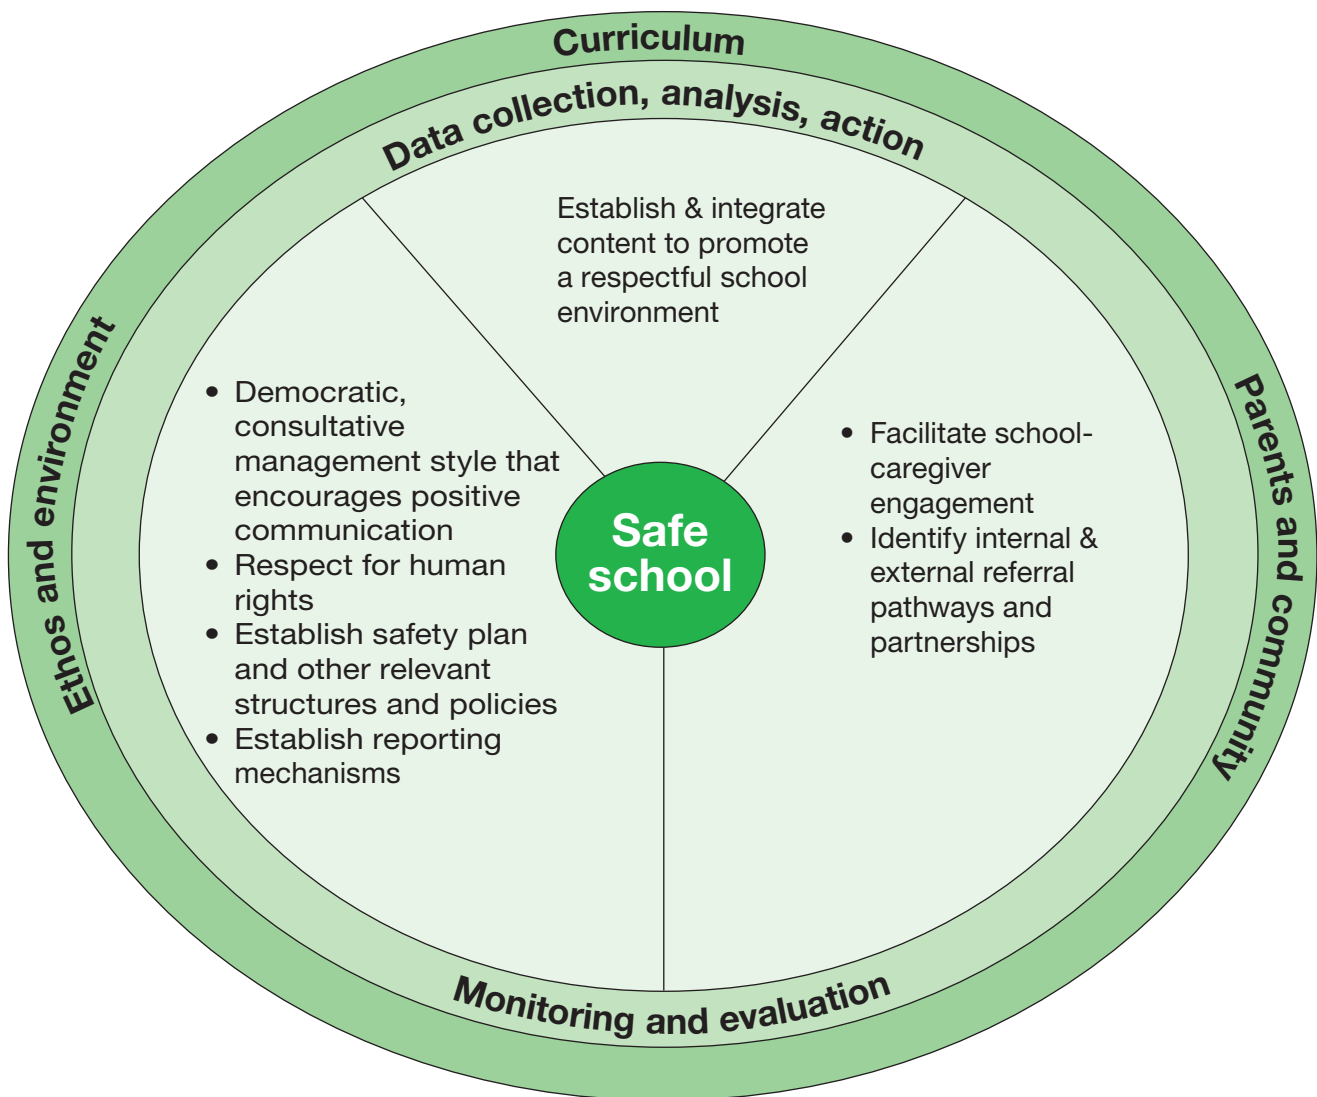 Curriculum
Data collection, analysis, action
Establish & integrate
content to promote
a respectful school
environment
Ethos and environment
• Democratic,
consultative
management style that
encourages positive
communication
• Respect for human
rights
• Establish safety plan
and other relevant
structures and policies
• Establish reporting
mechanisms
Safe
school
• Facilitate school-
caregiver
engagement
• Identify internal &
external referral
pathways and
partnerships
Parents and community
Monitoring and evaluation